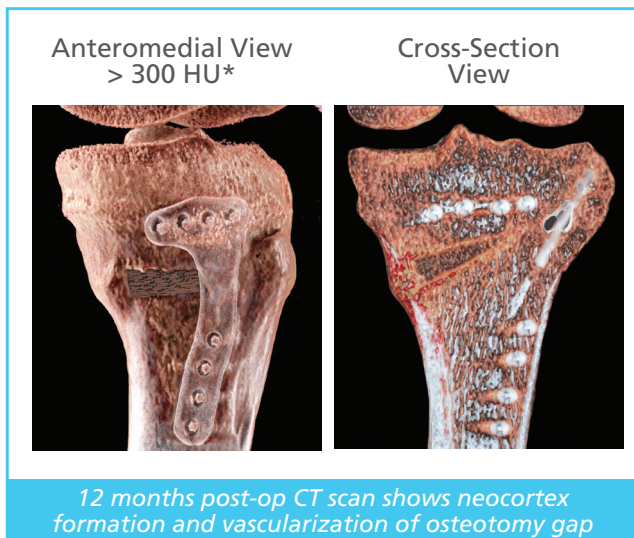 Anteromedial View
> 300 HU*
Cross-Section
View
12 months post-op CT scan shows neocortex
formation and vascularization of osteotomy gap